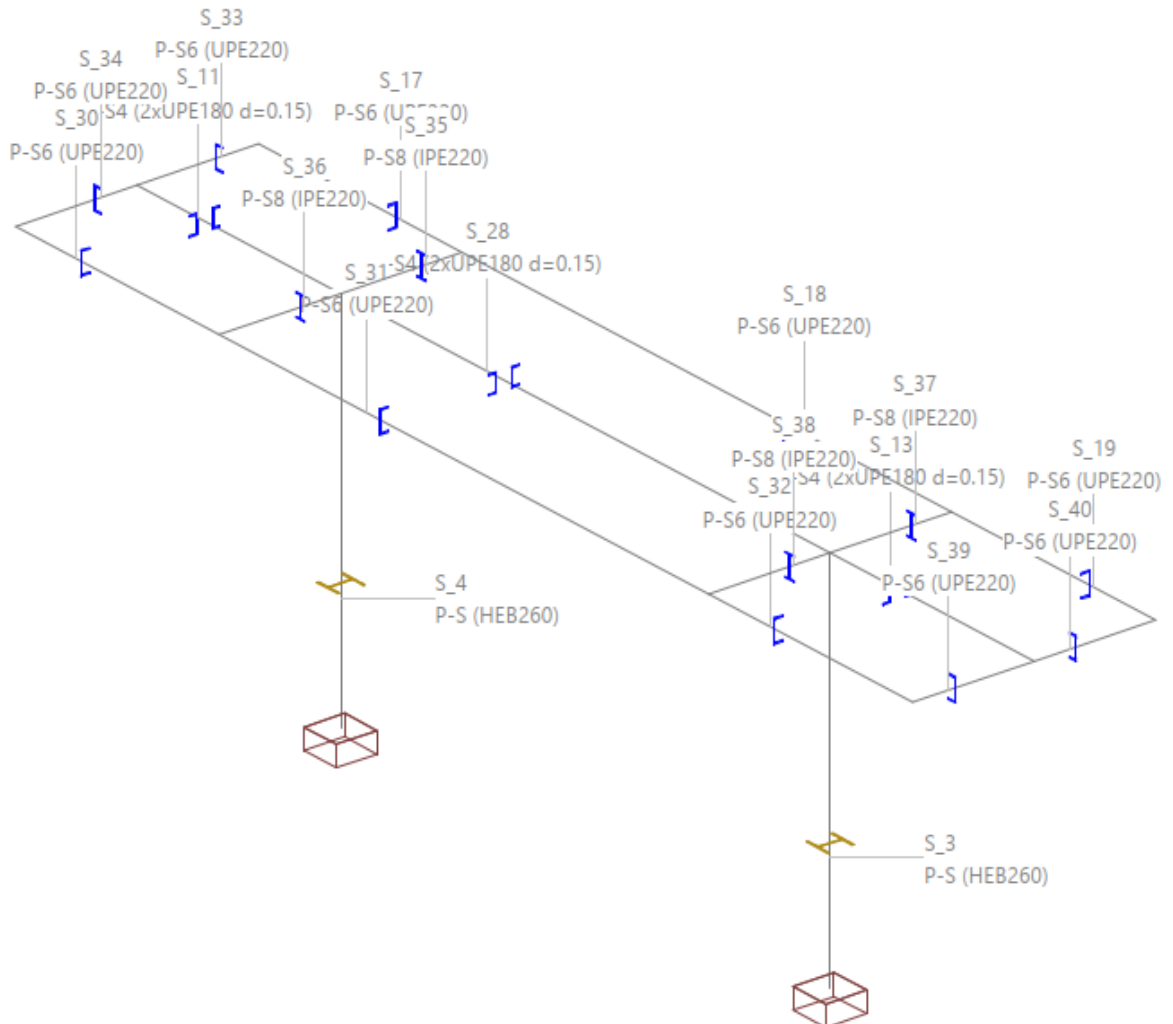 S_33
P-S6 (UPE220)
S_34
P-S6 (UPE220)
S_11
-S4 (2xUPE180 d=0.15)
S_30
P-S6 (UPE220)
S_17
P-S6 (UPE220)
S_35
P-S8 (IPE220)
S_36
P-S8 (IPE220)
S_28
-S4 (2xUPE180 d=0.15)
S_31
P-S6 (UPE220)
S_18
P-S6 (UPE220)
S_37
P-S8 (IPE220)
S_38
P-S8 (IPE220)
S_13
-S4 (2xUPE180 d=0.15)
S_19
P-S6 (UPE220)
S_32
P-S6 (UPE220)
S_40
P-S6 (UPE220)
S_39
P-S6 (UPE220)
S_4
P-S (HEB260)
S_3
P-S (HEB260)